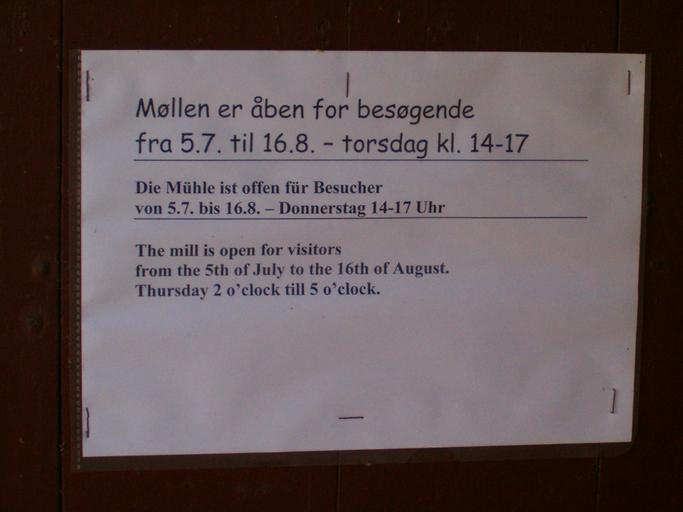 Møllen er åben for besøgende
fra 5.7. til 16.8. – torsdag kl. 14-17
Die Mühle ist offen für Besucher
von 5.7. bis 16.8. – Donnerstag 14-17 Uhr
The mill is open for visitors
from the 5th of July to the 16th of August.
Thursday 2 o'clock till 5 o'clock.